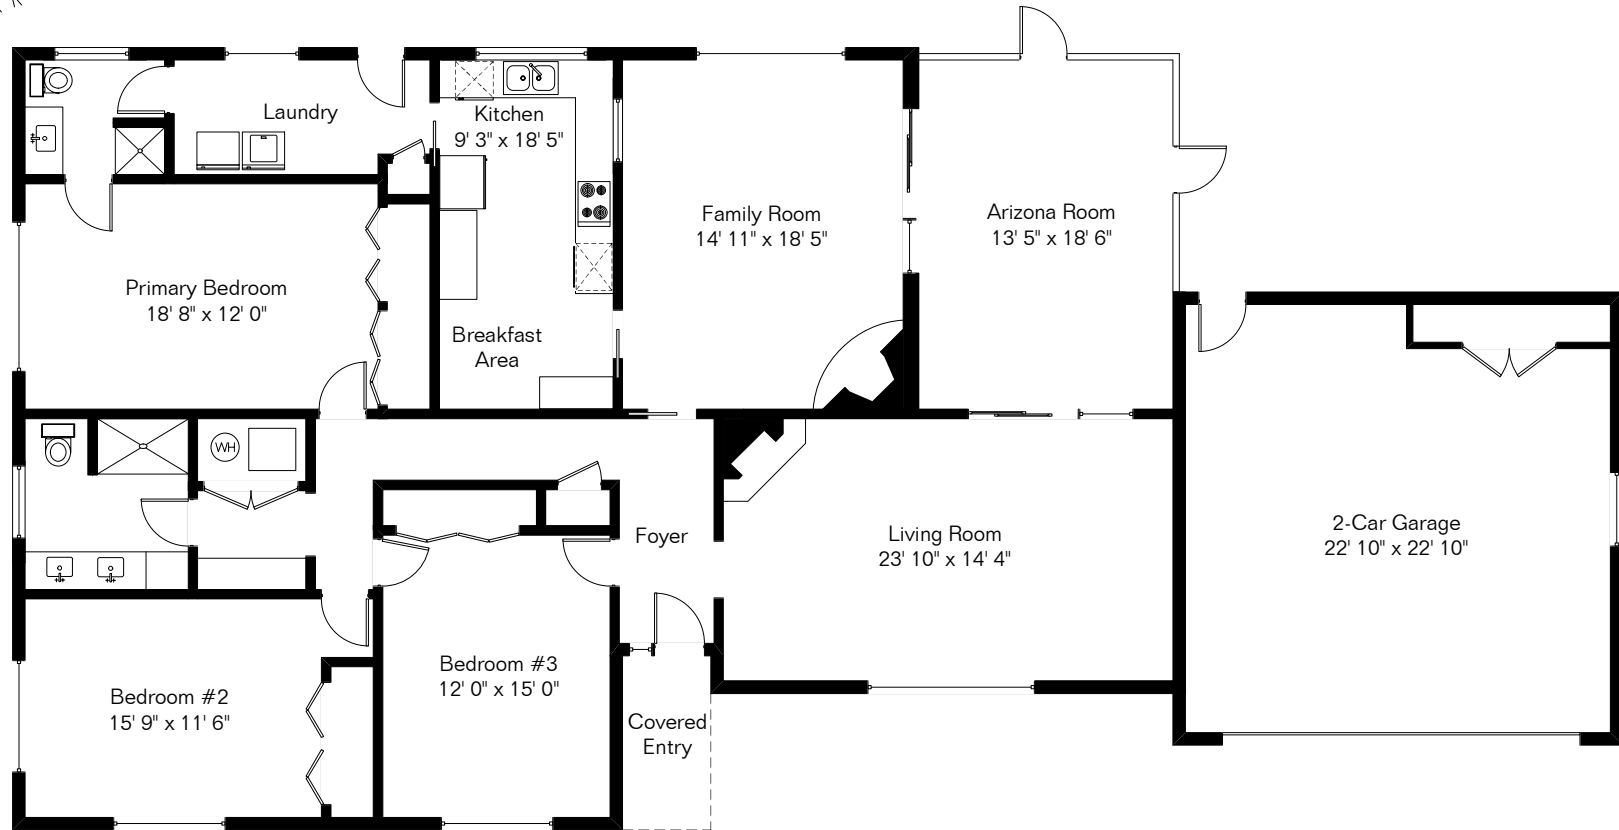 Laundry
Kitchen
9' 3" x 18' 5"
Family Room
14' 11" x 18' 5"
Arizona Room
13' 5" x 18' 6"
Primary Bedroom
18' 8" x 12' 0"
Breakfast
Area
WH
Foyer
Living Room
23' 10" x 14' 4"
2-Car Garage
22' 10" x 22' 10"
Bedroom #3
12' 0" x 15' 0"
Bedroom #2
15' 9" x 11' 6"
Covered
Entry